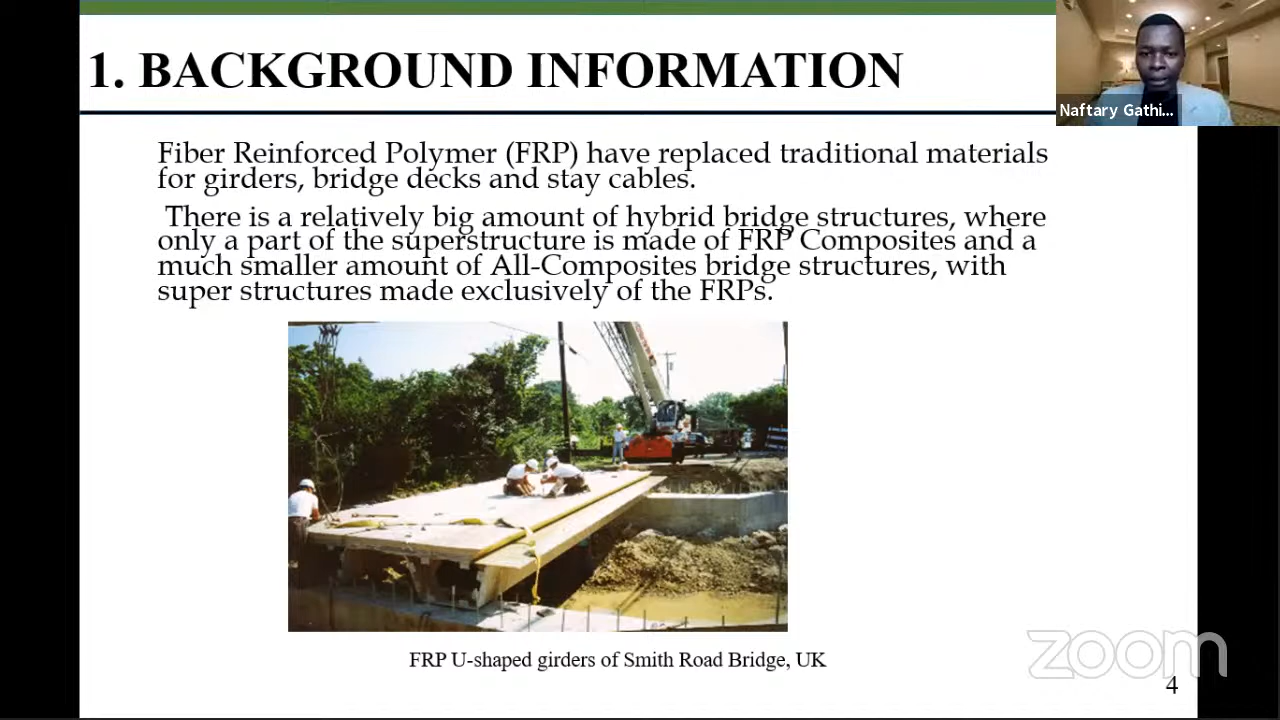 1. BACKGROUND INFORMATION
Naftary Gathi...
Fiber Reinforced Polymer (FRP) have replaced traditional materials
for girders, bridge decks and stay cables.
There is a relatively big amount of hybrid bridge structures, where
only a part of the superstructure is made of FRP Composites and a
much smaller amount of All-Composites bridge structures, with
super structures made exclusively of the FRPs.
FRP U-shaped girders of Smith Road Bridge, UK
zoom
4